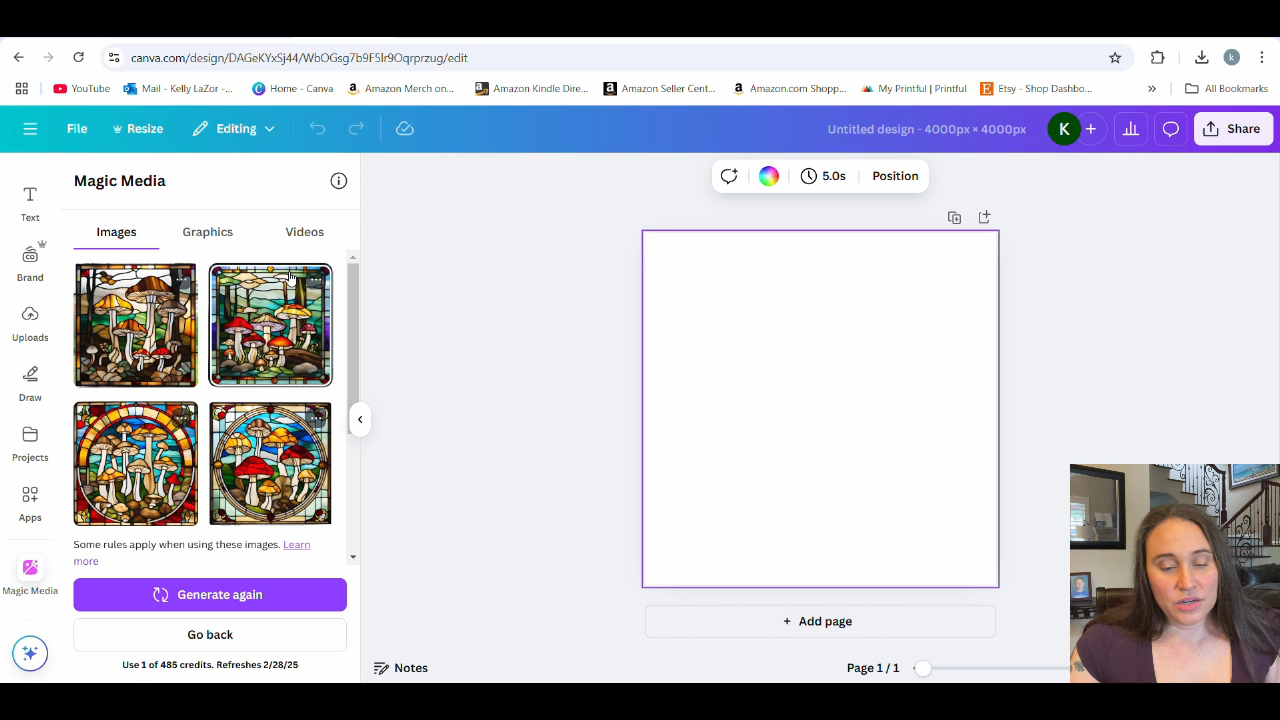 canva.com/design/DAGeKYxSj44/WbOGsg7b9F5lr9Oqrprzug/edit
k
YouTube
Mail - Kelly LaZor -...
Home - Canva
Amazon Merch on...
Amazon Kindle Dire...
Amazon Seller Cent...
Amazon.com Shopp...
My Printful | Printful
Etsy - Shop Dashbo...
»
All Bookmarks
File
Resize
Editing
Untitled design - 4000px × 4000px
K
+
Share
Magic Media
5.0s
Position
Text
Brand
Uploads
Draw
Projects
Apps
Magic Media
Images
Graphics
Videos
Some rules apply when using these images. Learn
more
Generate again
Go back
Use 1 of 485 credits. Refreshes 2/28/25
+ Add page
Notes
Page 1 / 1